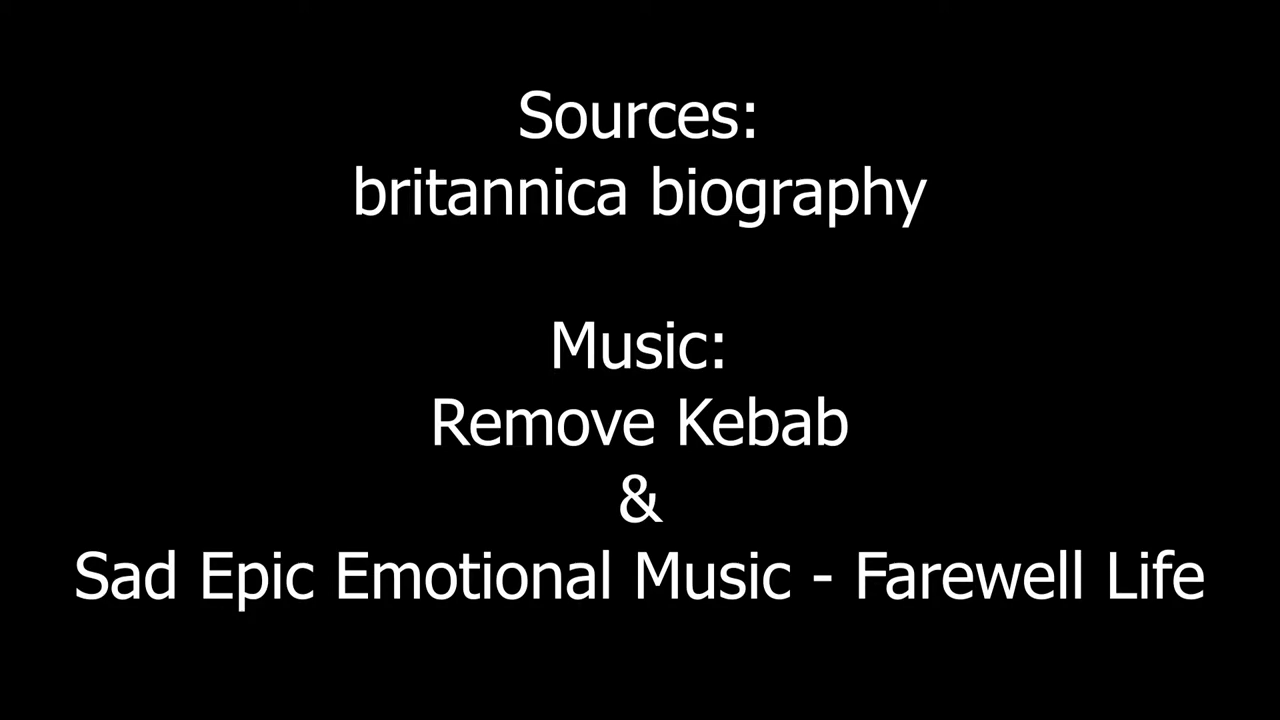 Sources:
britannica biography
Music:
Remove Kebab
&
Sad Epic Emotional Music - Farewell Life